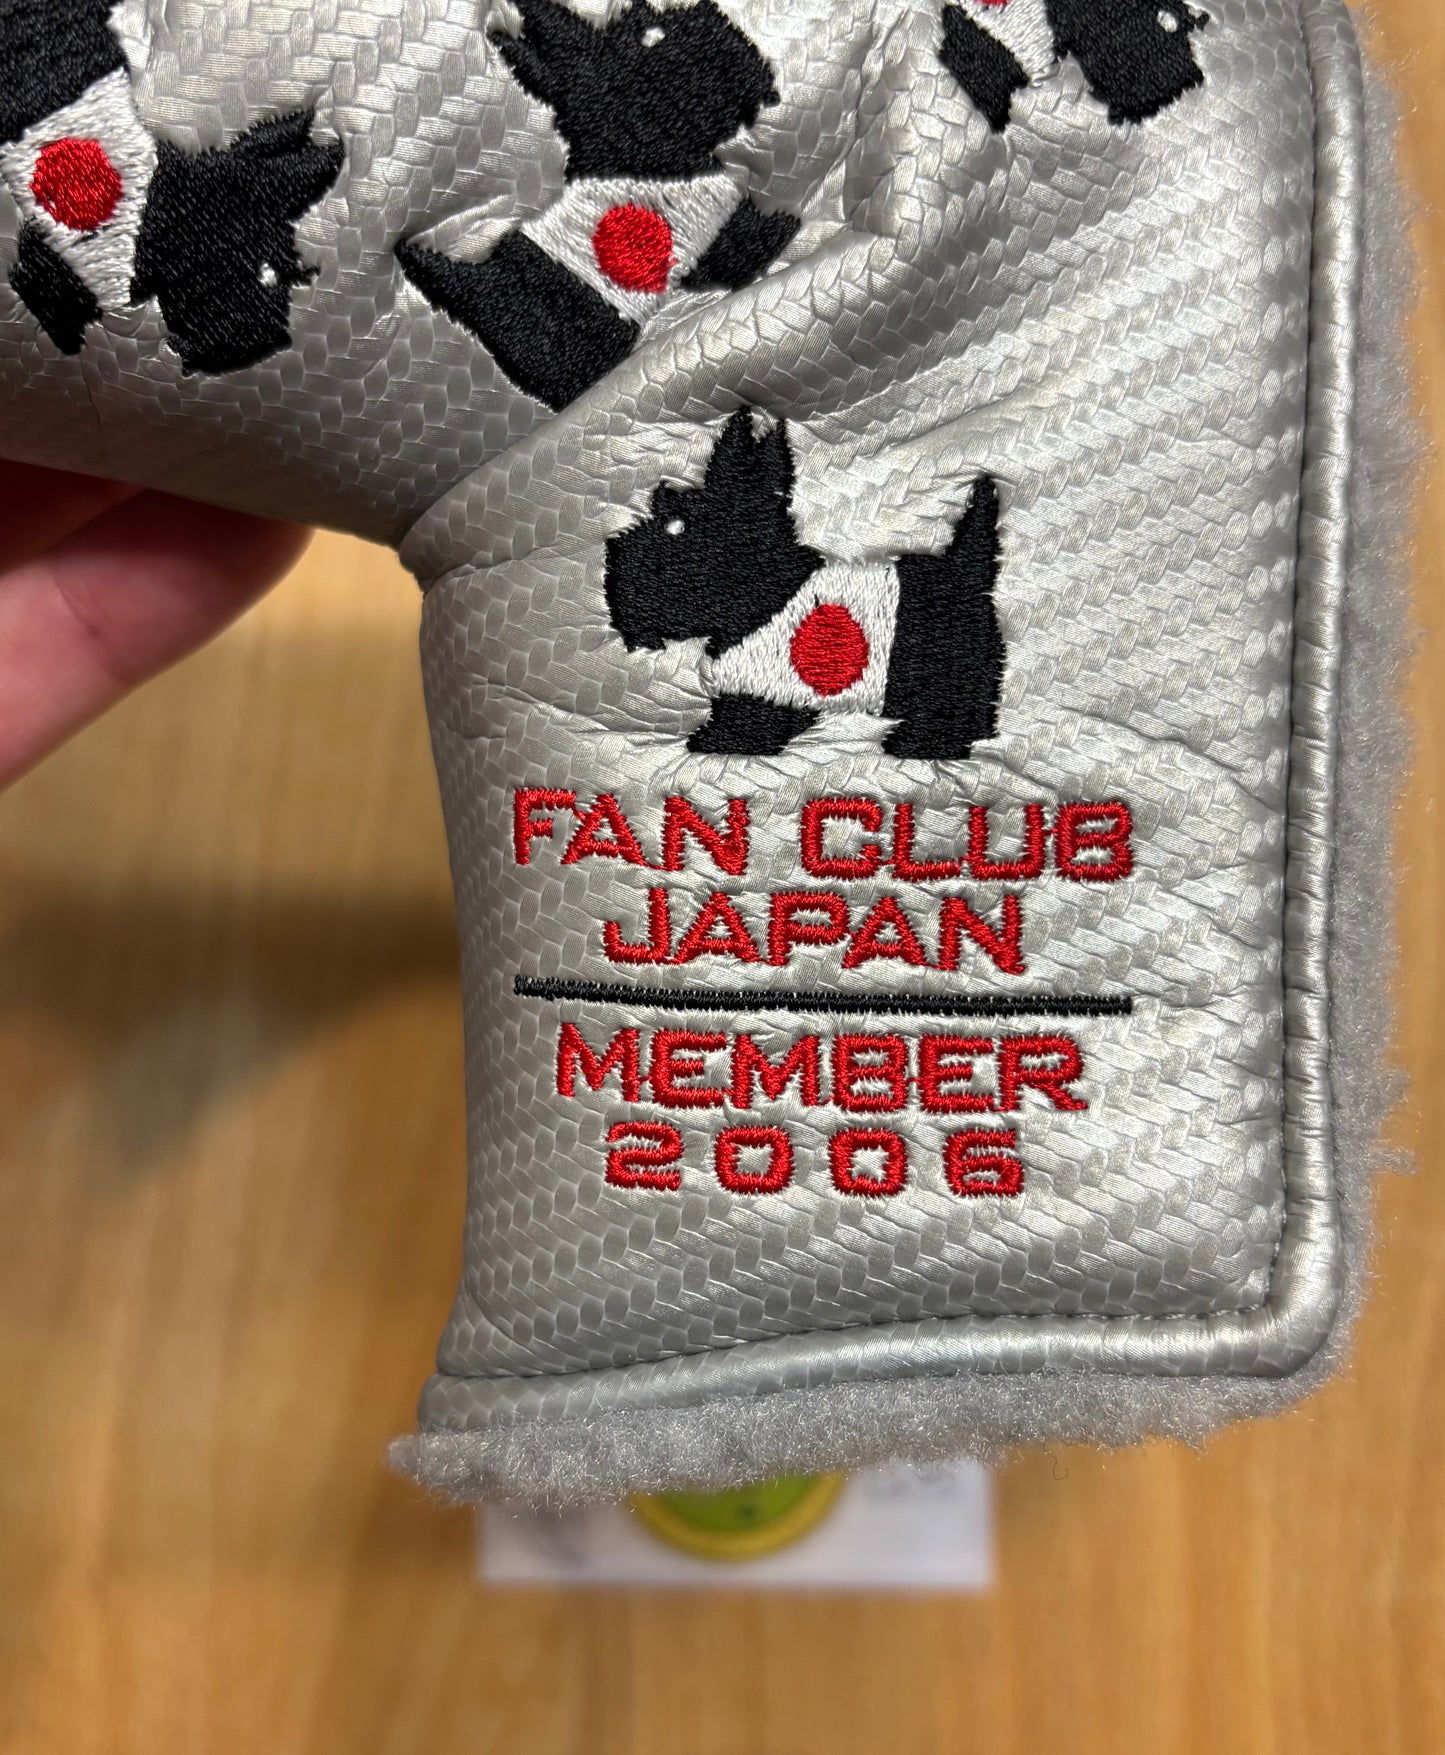 FAN CLUB
JAPAN
MEMBER
2006